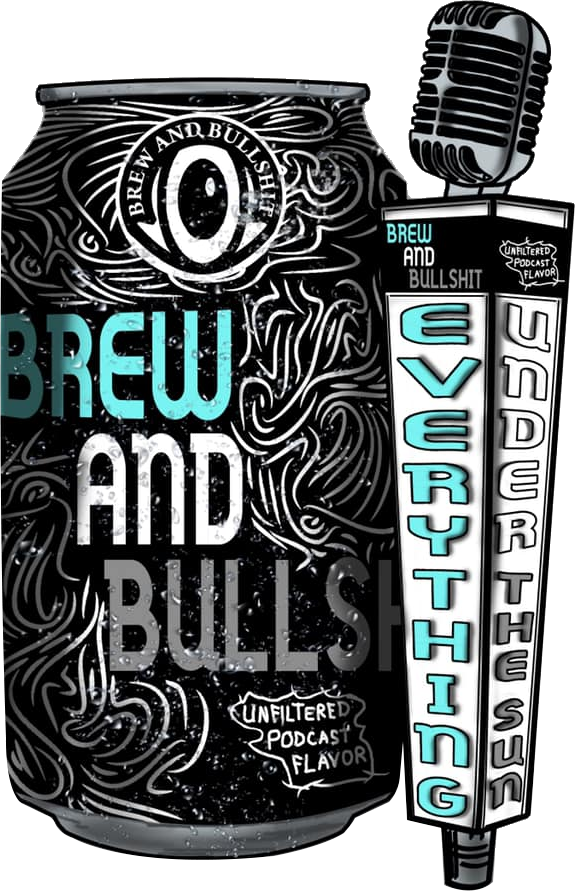 BREW AND BULLSHIT
BREW
AND
BULLSH
UNFILTERED
PODCAST
FLAVOR
BREW
AND
BULLSHIT
UNFILTERED
PODCAST
FLAVOR
EVERYTHING
UNDER THE SUN